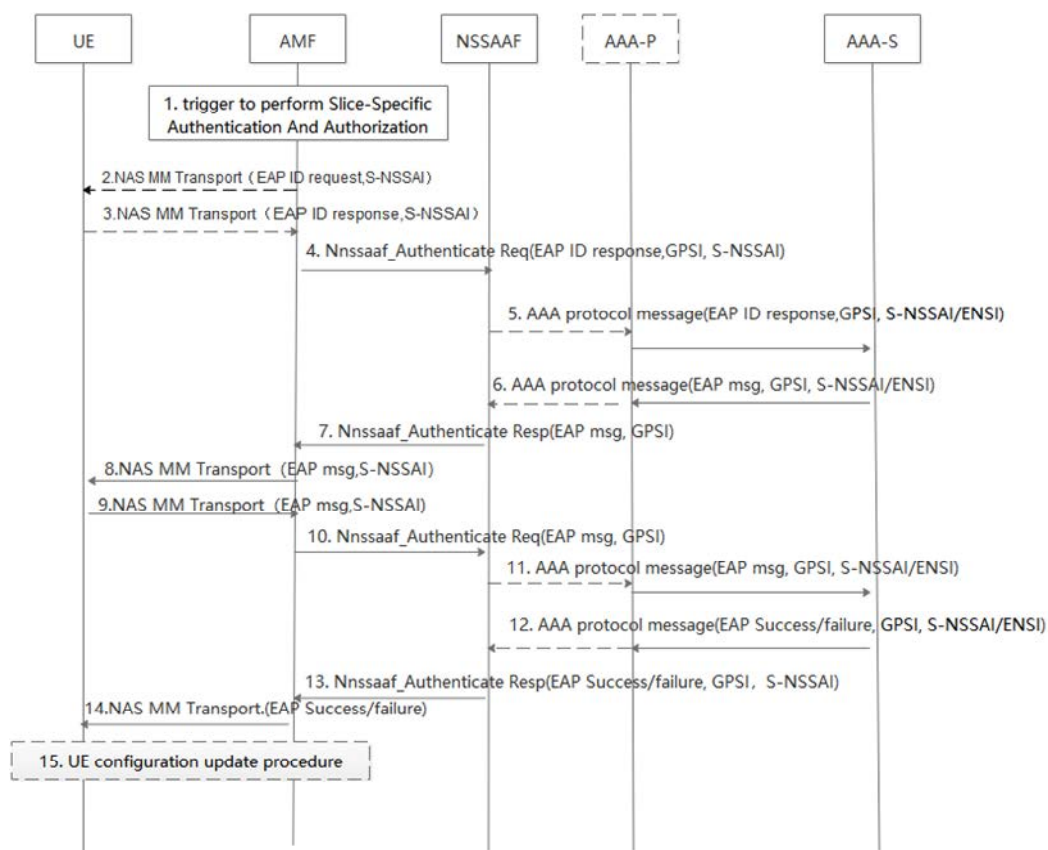 UE AMF NSSAAF AAA-P AAA-S
1. trigger to perform Slice-Specific
Authentication And Authorization
2.NAS MM Transport（EAP ID request,S-NSSAI）
3.NAS MM Transport（EAP ID response,S-NSSAI）
4. Nnssaaf_Authenticate Req(EAP ID response,GPSI, S-NSSAI)
5. AAA protocol message(EAP ID response,GPSI, S-NSSAI/ENSI)
6. AAA protocol message(EAP msg, GPSI, S-NSSAI/ENSI)
7. Nnssaaf_Authenticate Resp(EAP msg, GPSI)
8.NAS MM Transport（EAP msg,S-NSSAI）
9.NAS MM Transport（EAP msg,S-NSSAI）
10. Nnssaaf_Authenticate Req(EAP msg, GPSI)
11. AAA protocol message(EAP msg, GPSI, S-NSSAI/ENSI)
12. AAA protocol message(EAP Success/failure, GPSI, S-NSSAI/ENSI)
13. Nnssaaf_Authenticate Resp(EAP Success/failure, GPSI，S-NSSAI)
14.NAS MM Transport.(EAP Success/failure)
15. UE configuration update procedure